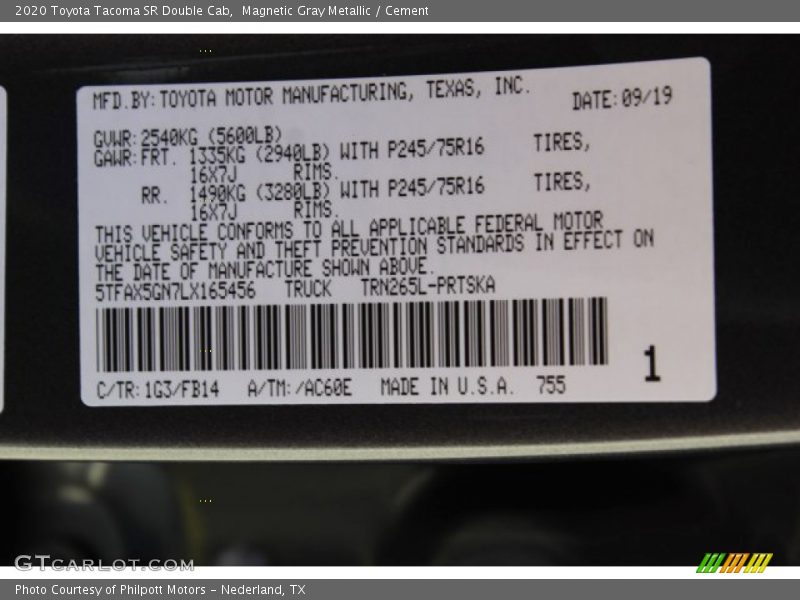 2020 Toyota Tacoma SR Double Cab, Magnetic Gray Metallic / Cement
MFD.BY:TOYOTA MOTOR MANUFACTURING, TEXAS, INC.
DATE:09/19
GVWR:2540KG (5600LB)
GAWR:FRT. 1335KG (2940LB) WITH P245/75R16 TIRES,
16X7J RIMS.
RR. 1490KG (3280LB) WITH P245/75R16 TIRES,
16X7J RIMS.
THIS VEHICLE CONFORMS TO ALL APPLICABLE FEDERAL MOTOR
VEHICLE SAFETY AND THEFT PREVENTION STANDARDS IN EFFECT ON
THE DATE OF MANUFACTURE SHOWN ABOVE.
5TFAX5GN7LX165456 TRUCK TRN265L-PRTSKA
1
C/TR:1G3/FB14 A/TM:/AC60E MADE IN U.S.A. 755
GTCARLOT.COM
Photo Courtesy of Philpott Motors - Nederland, TX